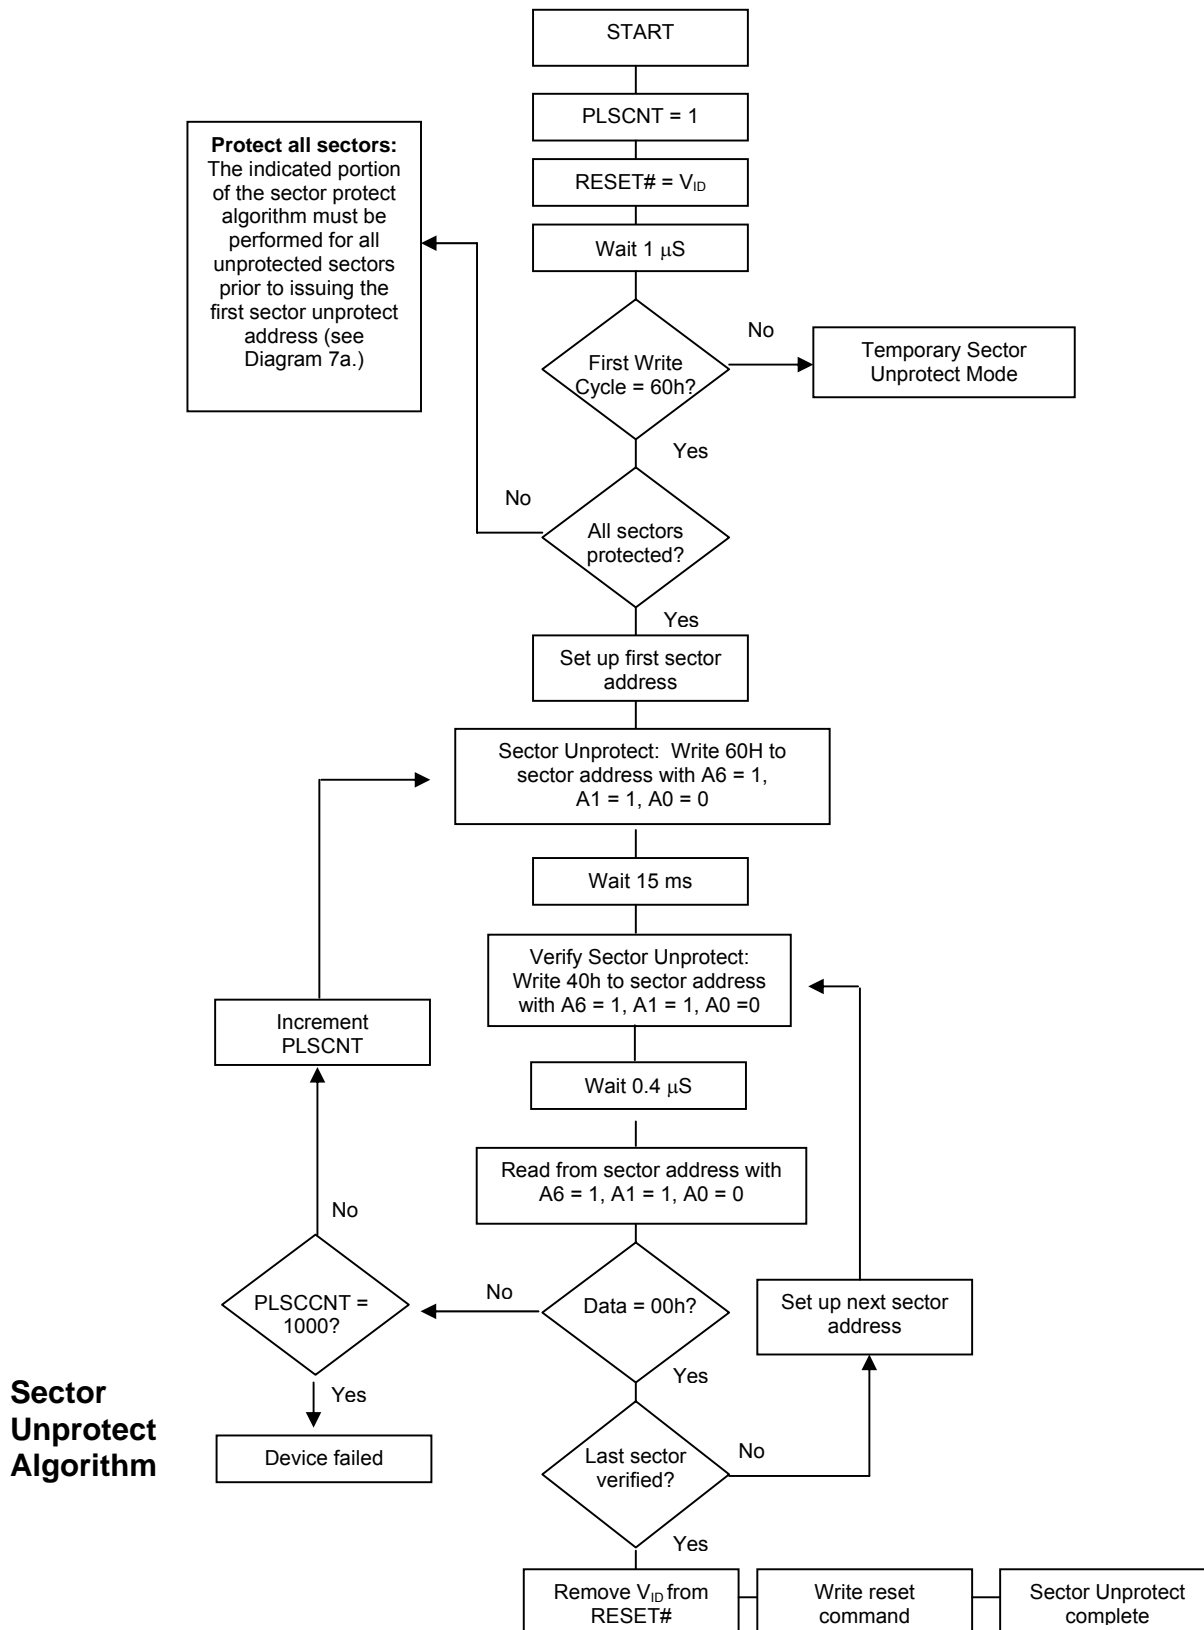 START
PLSCNT = 1
RESET# = VID
Wait 1 μS
Protect all sectors:
The indicated portion
of the sector protect
algorithm must be
performed for all
unprotected sectors
prior to issuing the
first sector unprotect
address (see
Diagram 7a.)
First Write
Cycle = 60h?
No
Temporary Sector
Unprotect Mode
Yes
All sectors
protected?
No
Yes
Set up first sector
address
Sector Unprotect: Write 60H to
sector address with A6 = 1,
A1 = 1, A0 = 0
Wait 15 ms
Verify Sector Unprotect:
Write 40h to sector address
with A6 = 1, A1 = 1, A0 =0
Increment
PLSCNT
Wait 0.4 μS
Read from sector address with
A6 = 1, A1 = 1, A0 = 0
No
PLSCCNT =
1000?
No
Data = 00h?
Set up next sector
address
Yes
Yes
Sector
Unprotect
Algorithm
Device failed
Last sector
verified?
No
Yes
Remove VID from
RESET#
Write reset
command
Sector Unprotect
complete